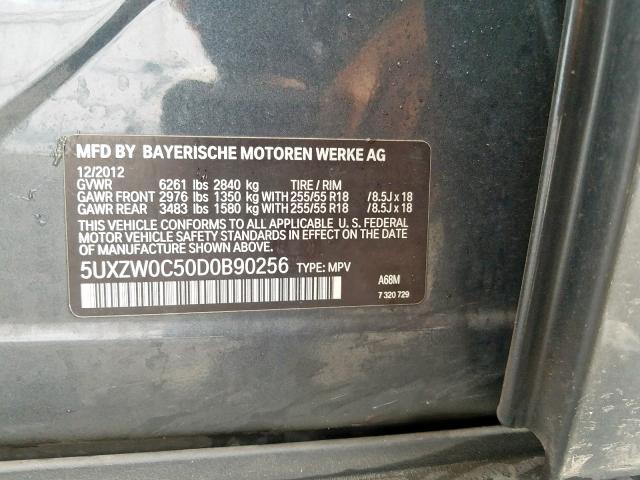 MFD BY BAYERISCHE MOTOREN WERKE AG
12/2012
GVWR 6261 lbs 2840 kg TIRE / RIM
GAWR FRONT 2976 lbs 1350 kg WITH 255/55 R18 /8.5J x 18
GAWR REAR 3483 lbs 1580 kg WITH 255/55 R18 /8.5J x 18
THIS VEHICLE CONFORMS TO ALL APPLICABLE U. S. FEDERAL
MOTOR VEHICLE SAFETY STANDARDS IN EFFECT ON THE DATE
OF MANUFACTURE SHOWN ABOVE.
5UXZW0C50D0B90256 TYPE: MPV
A68M
7 320 729